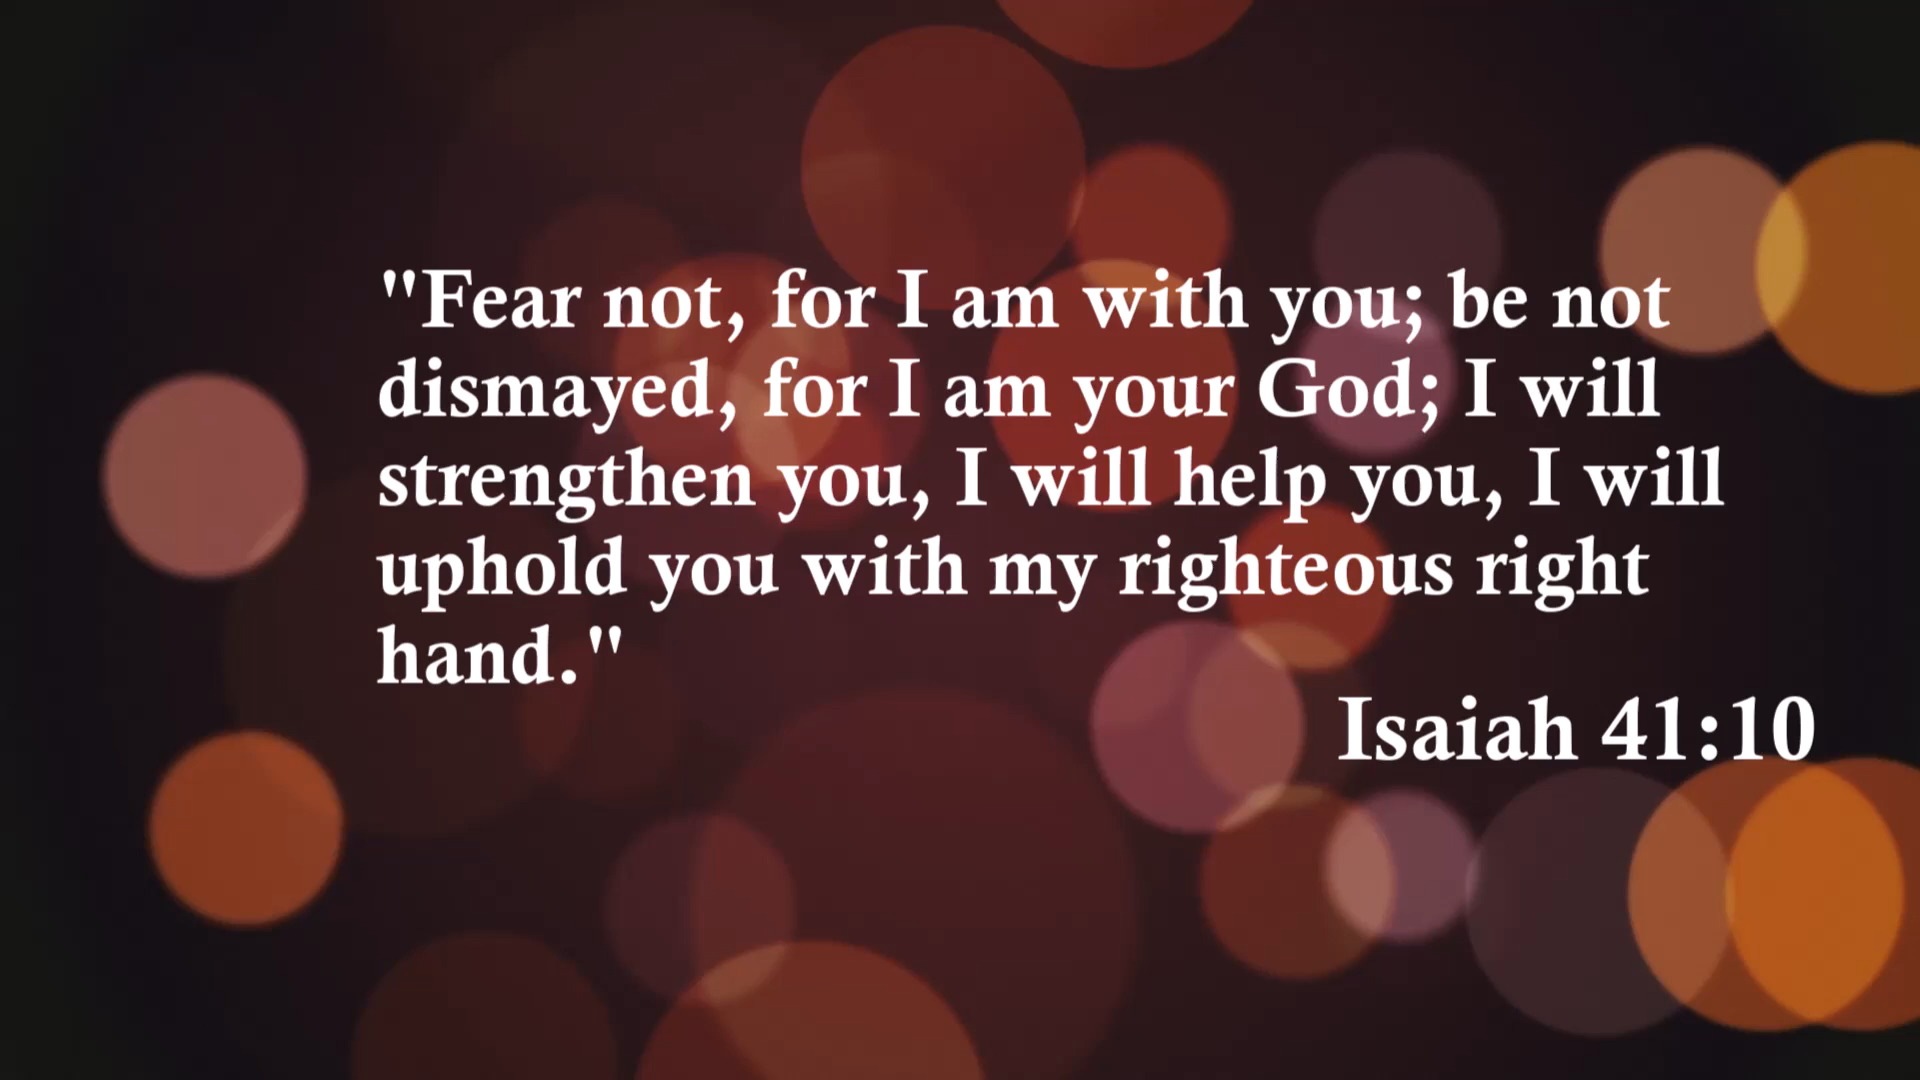 "Fear not, for I am with you; be not
dismayed, for I am your God; I will
strengthen you, I will help you, I will
uphold you with my righteous right
hand."
Isaiah 41:10